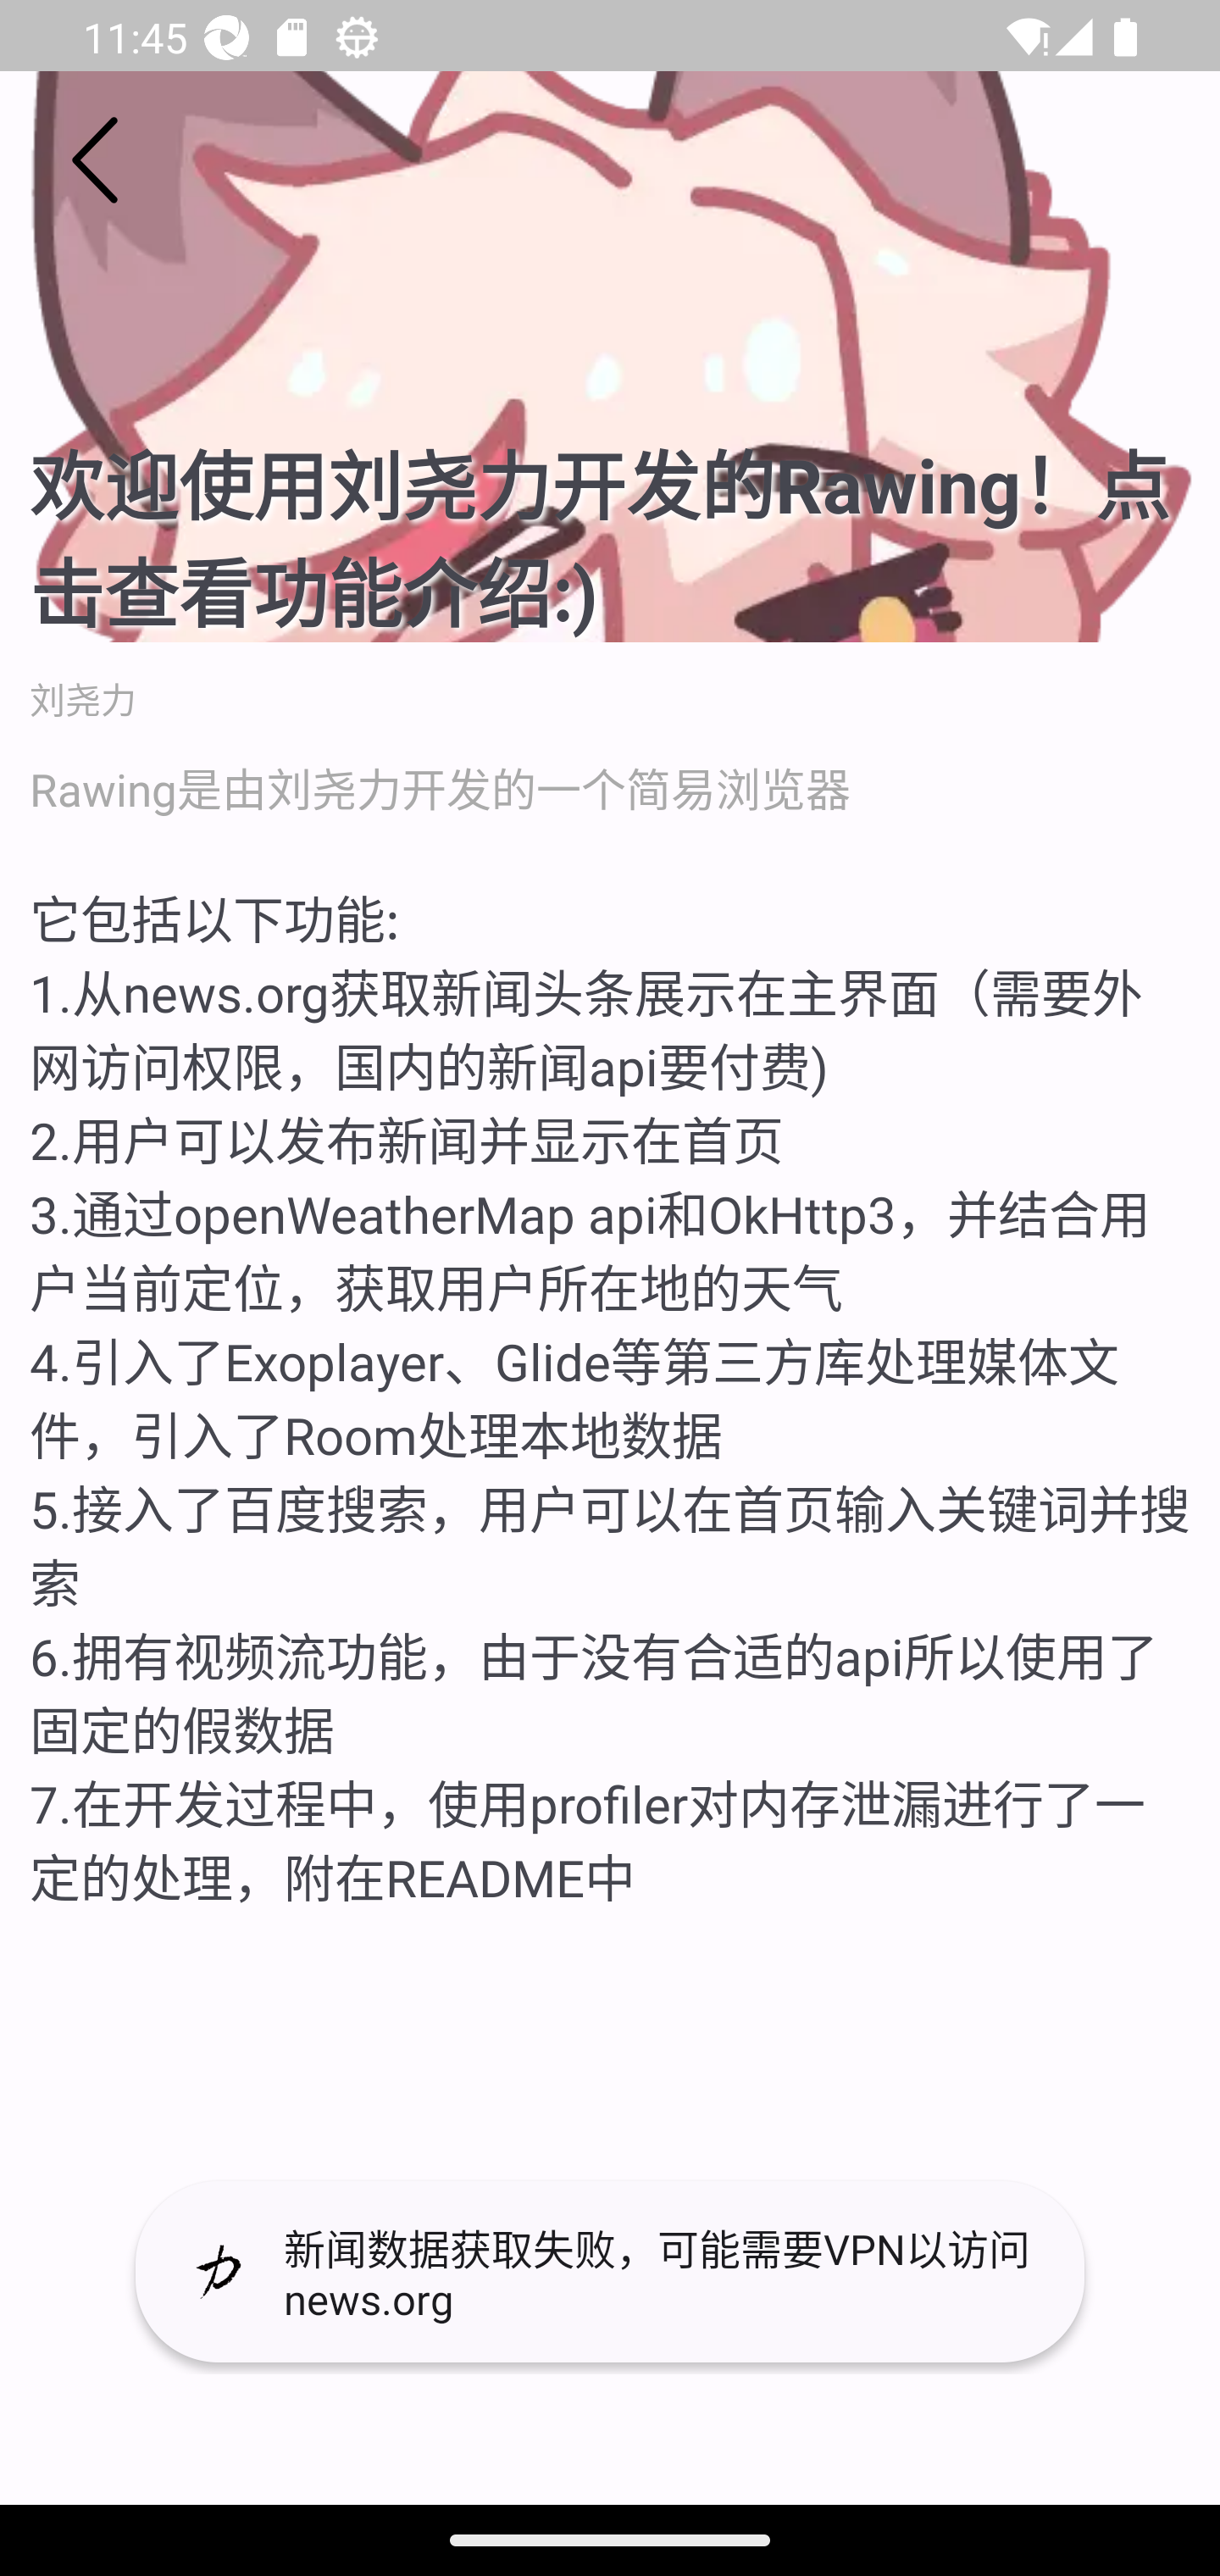 11:45
欢迎使用刘尧力开发的Rawing！点
击查看功能介绍:)
刘尧力
Rawing是由刘尧力开发的一个简易浏览器
它包括以下功能:
1.从news.org获取新闻头条展示在主界面（需要外
网访问权限，国内的新闻api要付费)
2.用户可以发布新闻并显示在首页
3.通过openWeatherMap api和OkHttp3，并结合用
户当前定位，获取用户所在地的天气
4.引入了Exoplayer、Glide等第三方库处理媒体文
件，引入了Room处理本地数据
5.接入了百度搜索，用户可以在首页输入关键词并搜
索
6.拥有视频流功能，由于没有合适的api所以使用了
固定的假数据
7.在开发过程中，使用profiler对内存泄漏进行了一
定的处理，附在README中
力
新闻数据获取失败，可能需要VPN以访问
news.org